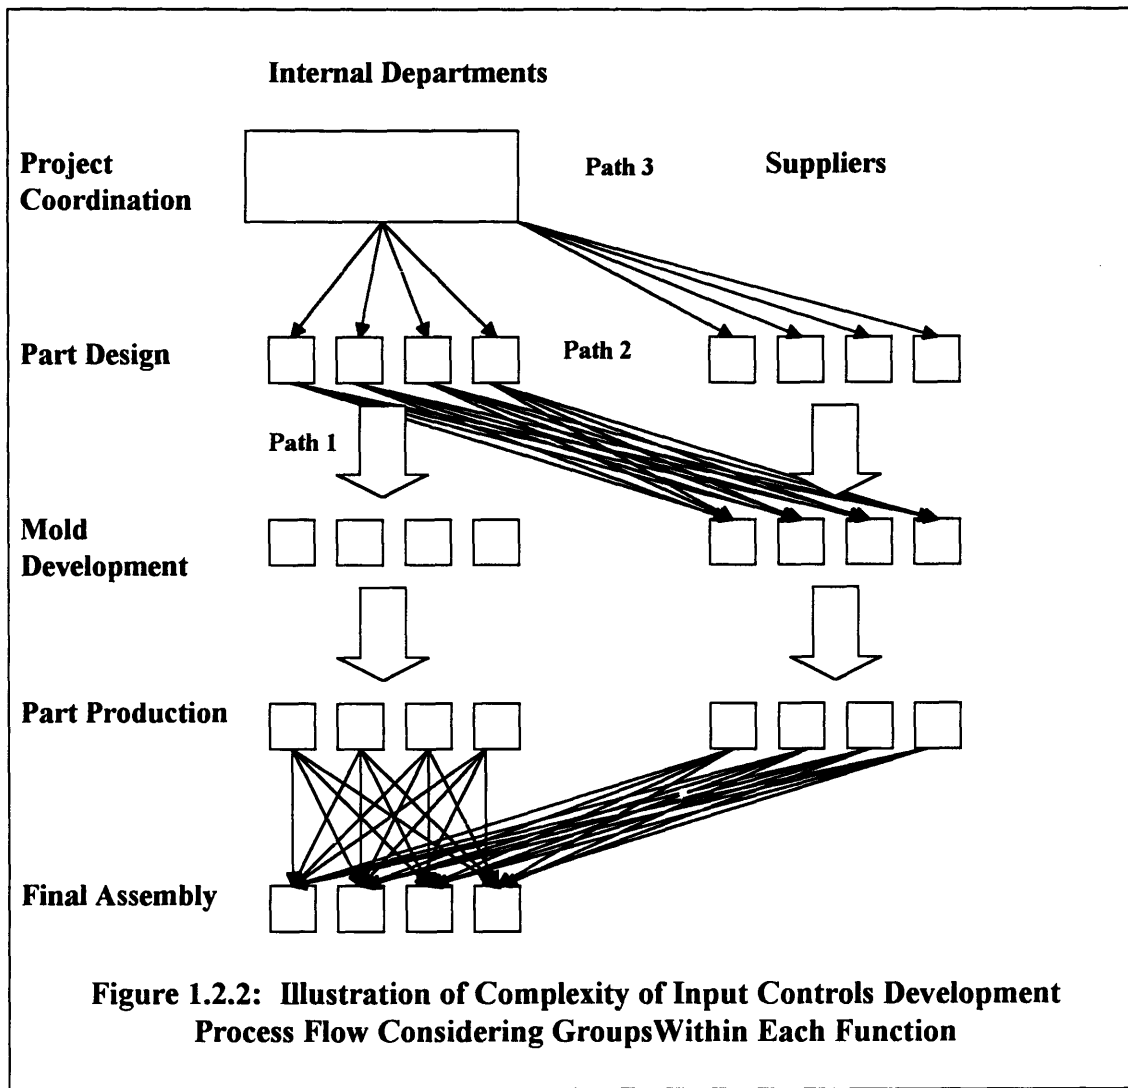 Internal Departments
Project
Coordination
Path 3
Suppliers
Part Design
Path 2
Path 1
Mold
Development
Part Production
Final Assembly
Figure 1.2.2: Illustration of Complexity of Input Controls Development
Process Flow Considering GroupsWithin Each Function